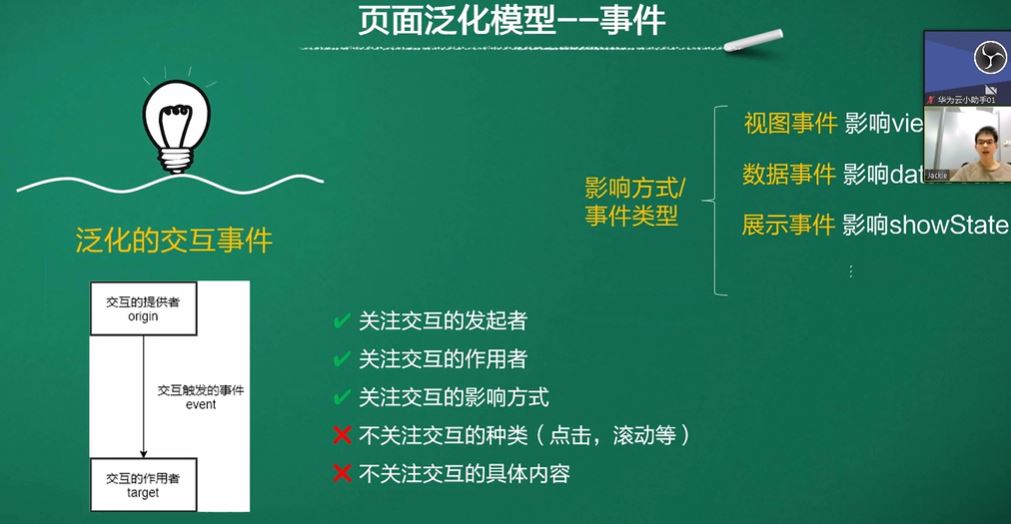 页面泛化模型--事件
华为云小助手01
Jackie
视图事件 影响vie
数据事件 影响dat
展示事件 影响showState
影响方式/
事件类型
泛化的交互事件
交互的提供者
origin
交互触发的事件
event
交互的作用者
target
✔ 关注交互的发起者
✔ 关注交互的作用者
✔ 关注交互的影响方式
✖ 不关注交互的种类（点击，滚动等）
✖ 不关注交互的具体内容